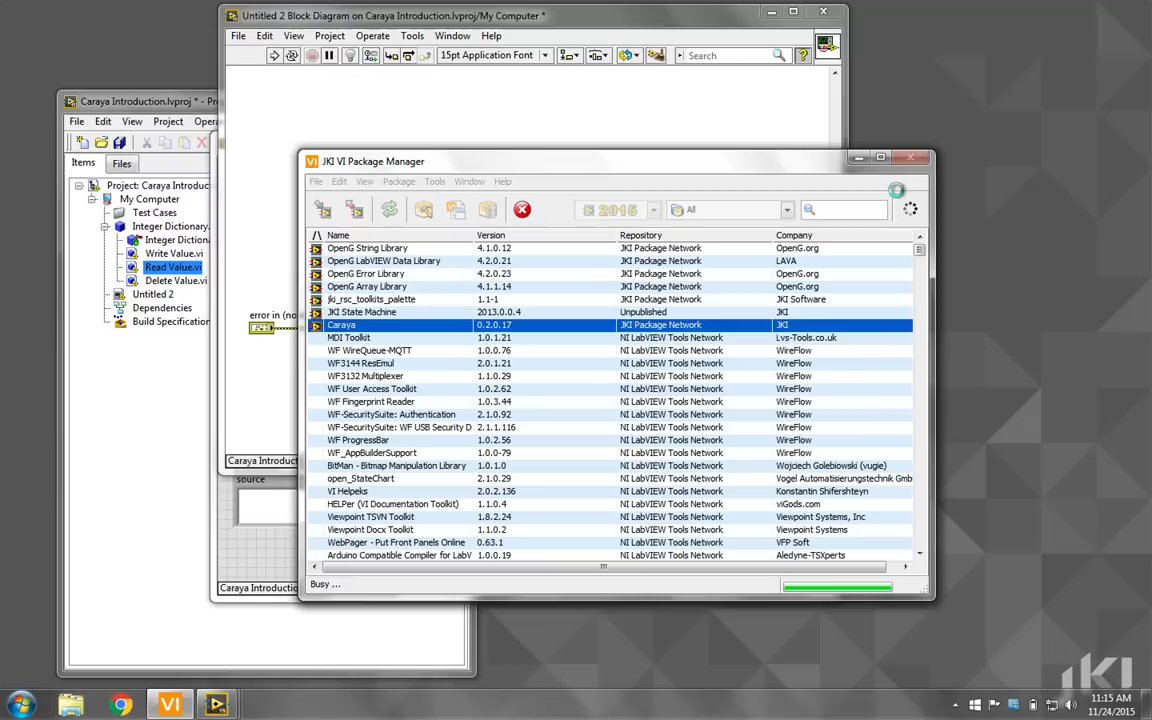 Untitled 2 Block Diagram on Caraya Introduction.lvproj/My Computer *
File Edit View Project Operate Tools Window Help
15pt Application Font
Search
Caraya Introduction.lvproj * - Pr
File Edit View Project Opera
Items Files
Project: Caraya Introduc
My Computer
Test Cases
Integer Dictionary.
Integer Dictionar
Write Value.vi
Read Value.vi
Delete Value.vi
Untitled 2
Dependencies
Build Specification
error in (no
Caraya Introducti
source
Caraya Introductio
JKI VI Package Manager
File Edit View Package Tools Window Help
2015
All
/\ Name Version Repository Company
OpenG String Library 4.1.0.12 JKI Package Network OpenG.org
OpenG LabVIEW Data Library 4.2.0.21 JKI Package Network LAVA
OpenG Error Library 4.2.0.23 JKI Package Network OpenG.org
OpenG Array Library 4.1.1.14 JKI Package Network OpenG.org
jki_rsc_toolkits_palette 1.1-1 JKI Package Network JKI Software
JKI State Machine 2013.0.0.4 Unpublished JKI
Caraya 0.2.0.17 JKI Package Network JKI
MDI Toolkit 1.0.1.21 NI LabVIEW Tools Network Lvs-Tools.co.uk
WF WireQueue-MQTT 1.0.0.76 NI LabVIEW Tools Network WireFlow
WF3144 ResEmul 2.0.1.21 NI LabVIEW Tools Network WireFlow
WF3132 Multiplexer 1.1.0.29 NI LabVIEW Tools Network WireFlow
WF User Access Toolkit 1.0.2.62 NI LabVIEW Tools Network WireFlow
WF Fingerprint Reader 1.0.3.44 NI LabVIEW Tools Network WireFlow
WF-SecuritySuite: Authentication 2.1.0.92 NI LabVIEW Tools Network WireFlow
WF-SecuritySuite: WF USB Security D 2.1.1.116 NI LabVIEW Tools Network WireFlow
WF ProgressBar 1.0.2.56 NI LabVIEW Tools Network WireFlow
WF_AppBuilderSupport 1.0.0-79 NI LabVIEW Tools Network WireFlow
BitMan - Bitmap Manipulation Library 1.0.1.0 NI LabVIEW Tools Network Wojciech Golebiowski (vugie)
open_StateChart 2.1.0.29 NI LabVIEW Tools Network Vogel Automatisierungstechnik Gmb
VI Helpeks 2.0.2.136 NI LabVIEW Tools Network Konstantin Shifershteyn
HELPer (VI Documentation Toolkit) 1.1.0.4 NI LabVIEW Tools Network viGods.com
Viewpoint TSVN Toolkit 1.8.2.24 NI LabVIEW Tools Network Viewpoint Systems, Inc
Viewpoint Docx Toolkit 1.1.0.2 NI LabVIEW Tools Network Viewpoint Systems
WebPager - Put Front Panels Online 0.63.1 NI LabVIEW Tools Network VFP Soft
Arduino Compatible Compiler for LabV 1.0.0.19 NI LabVIEW Tools Network Aledyne-TSXperts
Busy ...
JKI
VI
11:15 AM
11/24/2015